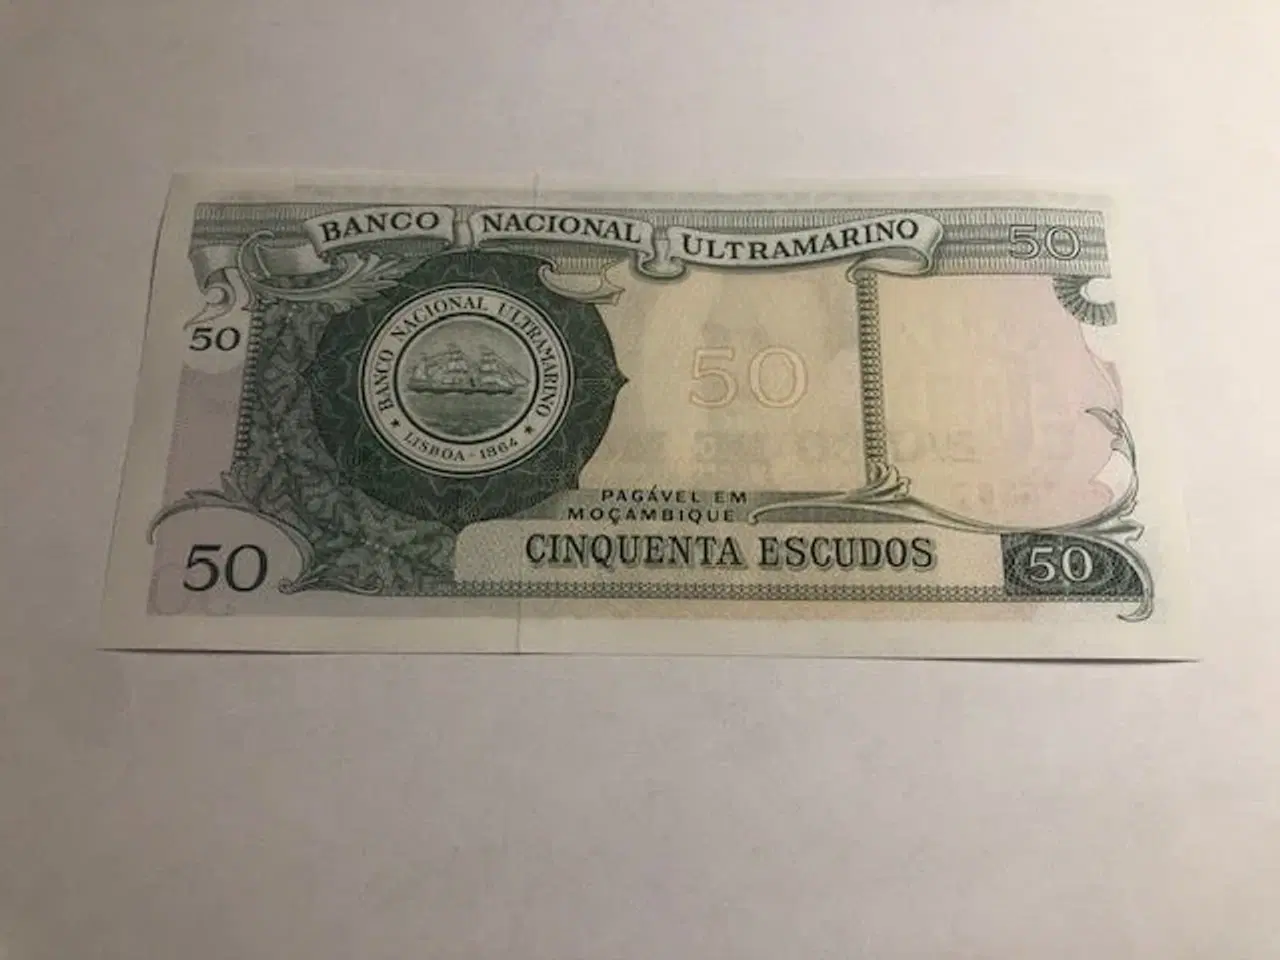 BANCO NACIONAL ULTRAMARINO
50
50
BANCO NACIONAL ULTRAMARINO
★ LISBOA - 1864 ★
50
PAGÁVEL EM
MOÇAMBIQUE
CINQUENTA ESCUDOS
50
50